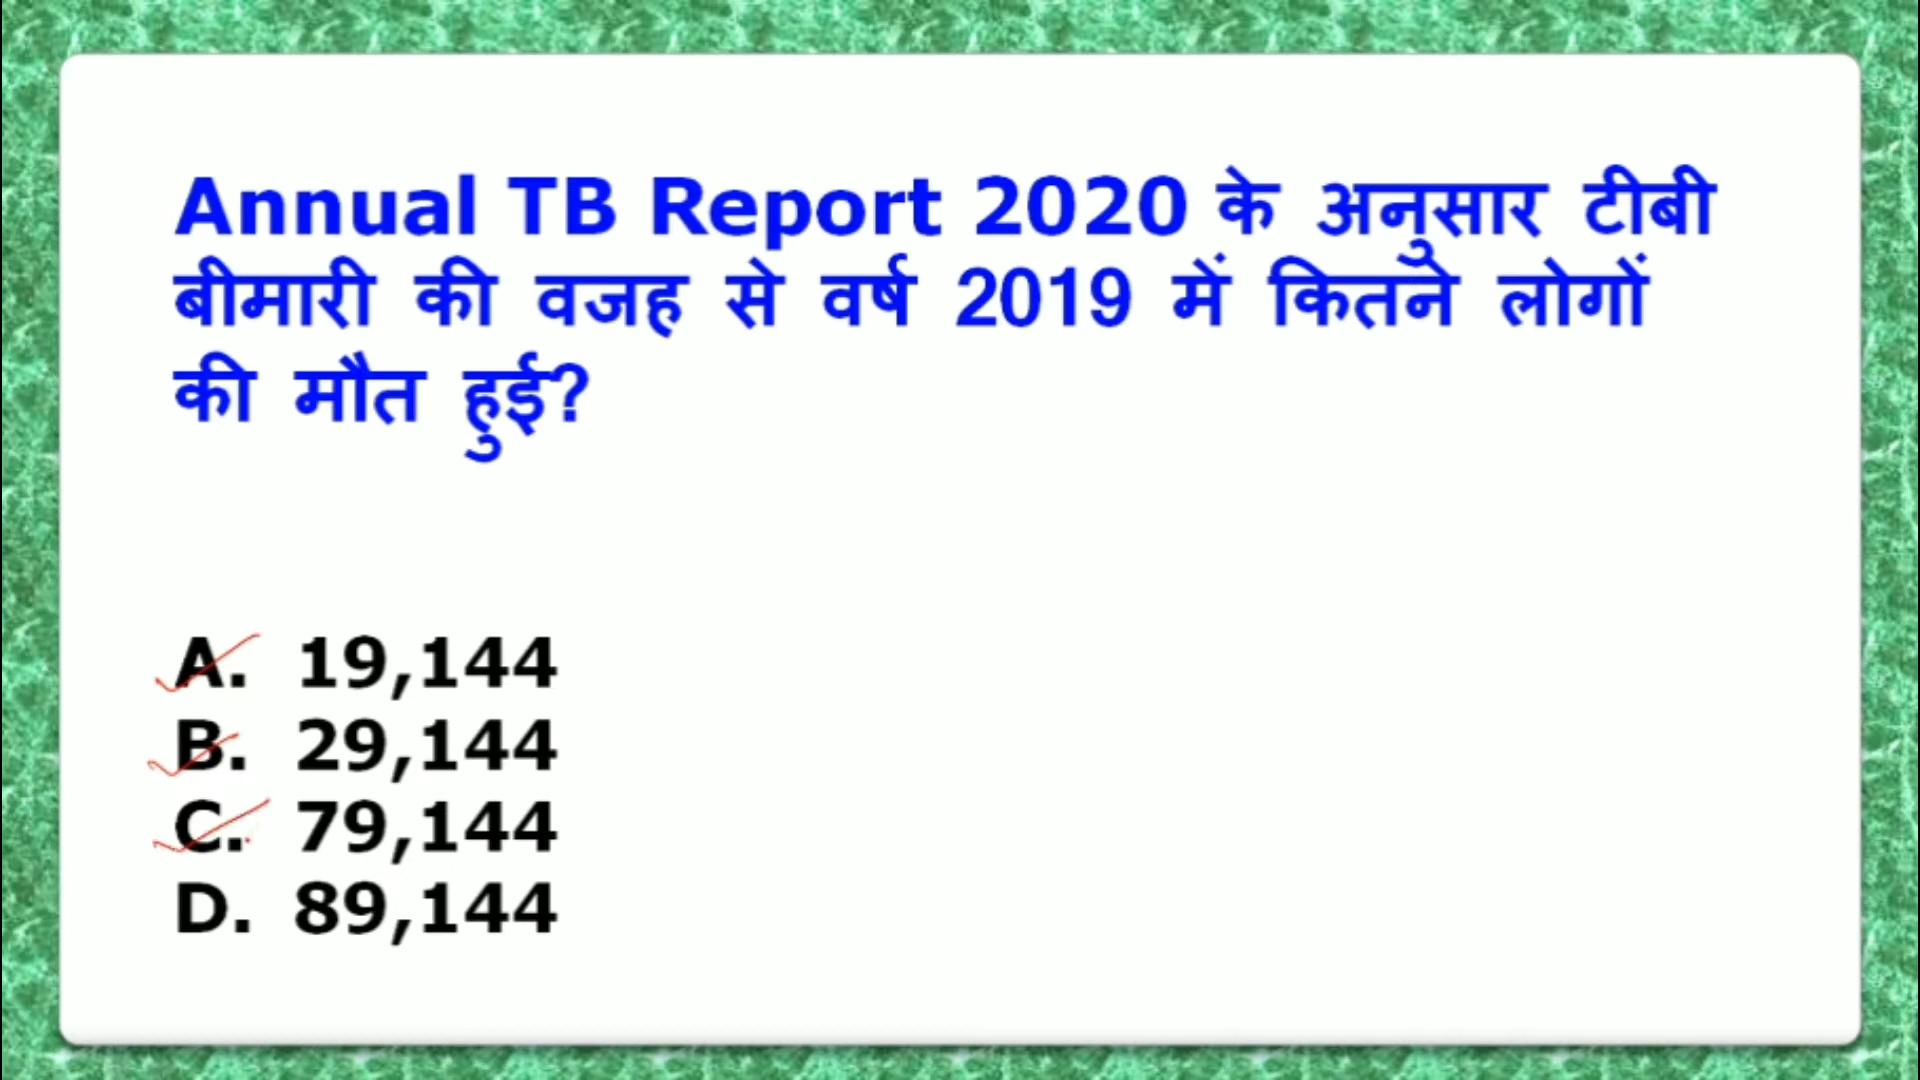 Annual TB Report 2020 के अनुसार टीबी
बीमारी की वजह से वर्ष 2019 में कितने लोगों
की मौत हुई?
A. 19,144
B. 29,144
C. 79,144
D. 89,144